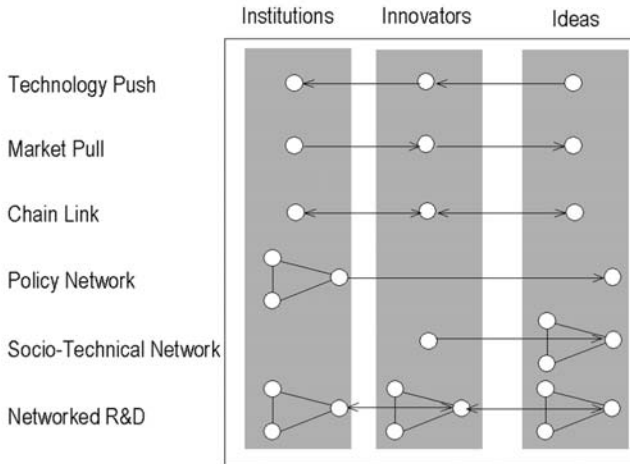 Institutions Innovators Ideas
Technology Push
Market Pull
Chain Link
Policy Network
Socio-Technical Network
Networked R&D